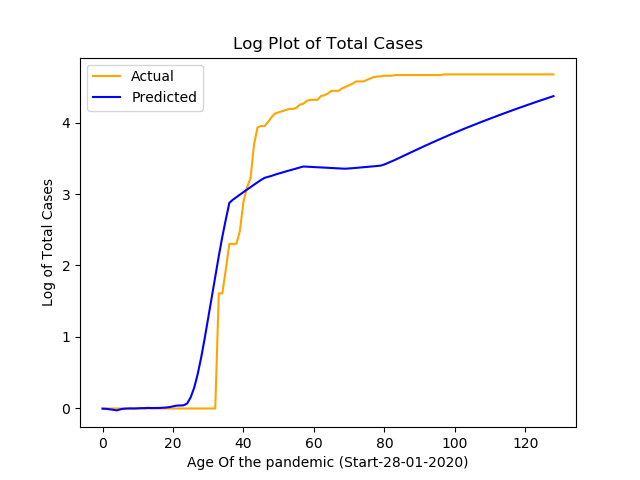 Log Plot of Total Cases
Actual
Predicted
Log of Total Cases
4
3
2
1
0
0 20 40 60 80 100 120
Age Of the pandemic (Start-28-01-2020)